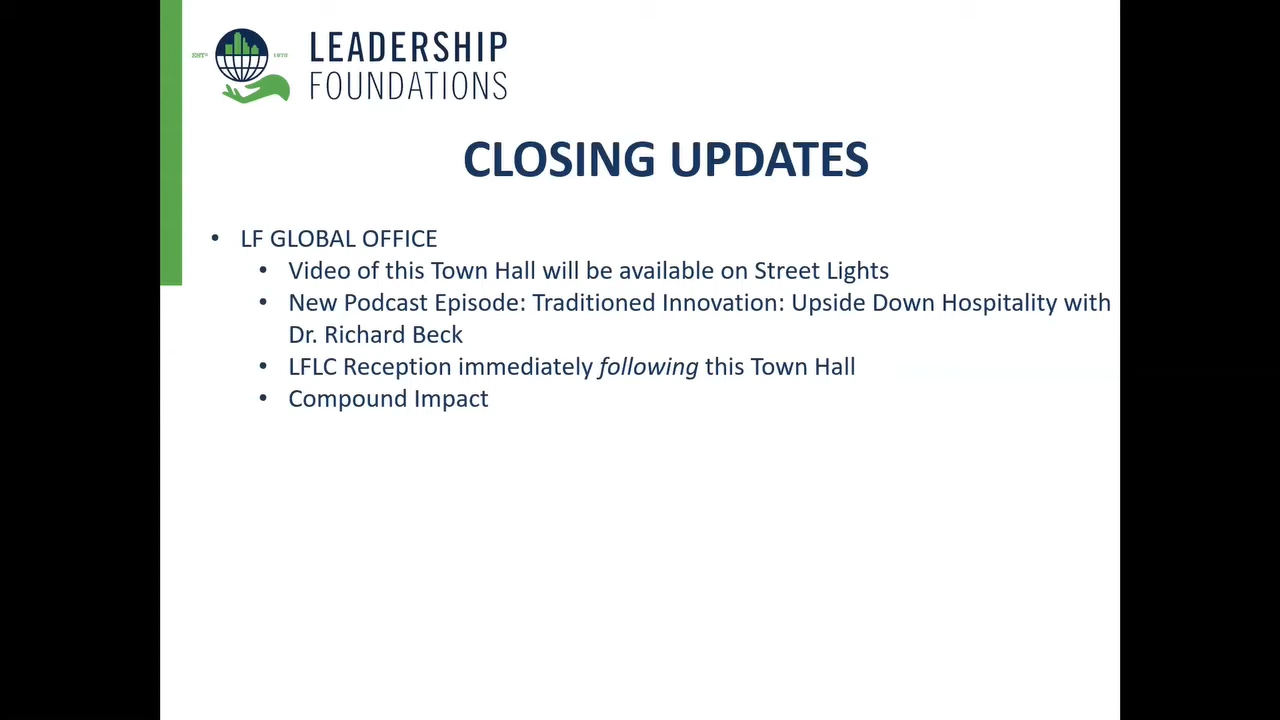 LEADERSHIP
FOUNDATIONS
CLOSING UPDATES
• LF GLOBAL OFFICE
• Video of this Town Hall will be available on Street Lights
• New Podcast Episode: Traditioned Innovation: Upside Down Hospitality with
Dr. Richard Beck
• LFLC Reception immediately following this Town Hall
• Compound Impact